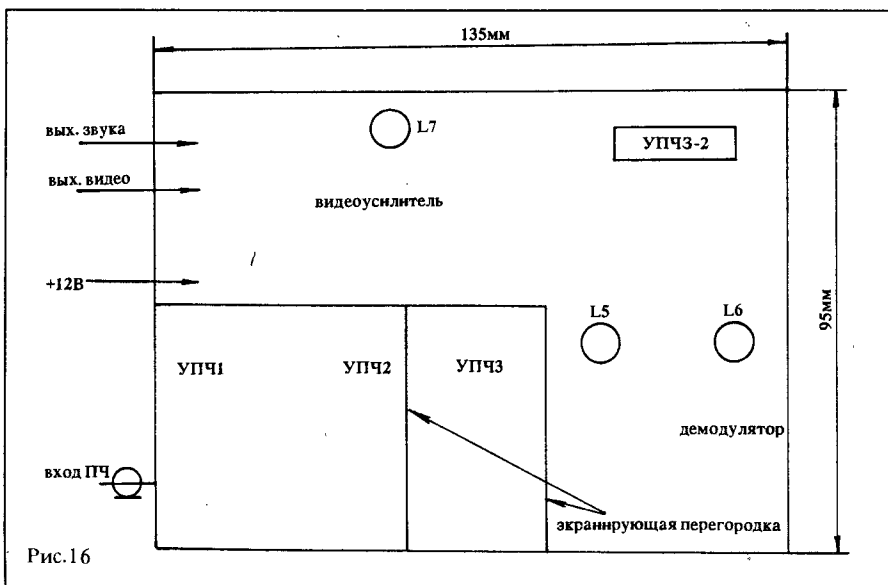 135мм
вых. звука
L7
УПЧЗ-2
вых. видео
видеоусилитель
+12В
L5
L6
95мм
УПЧ1
УПЧ2
УПЧ3
демодулятор
вход ПЧ
экраннрующая перегородка
Рис.16